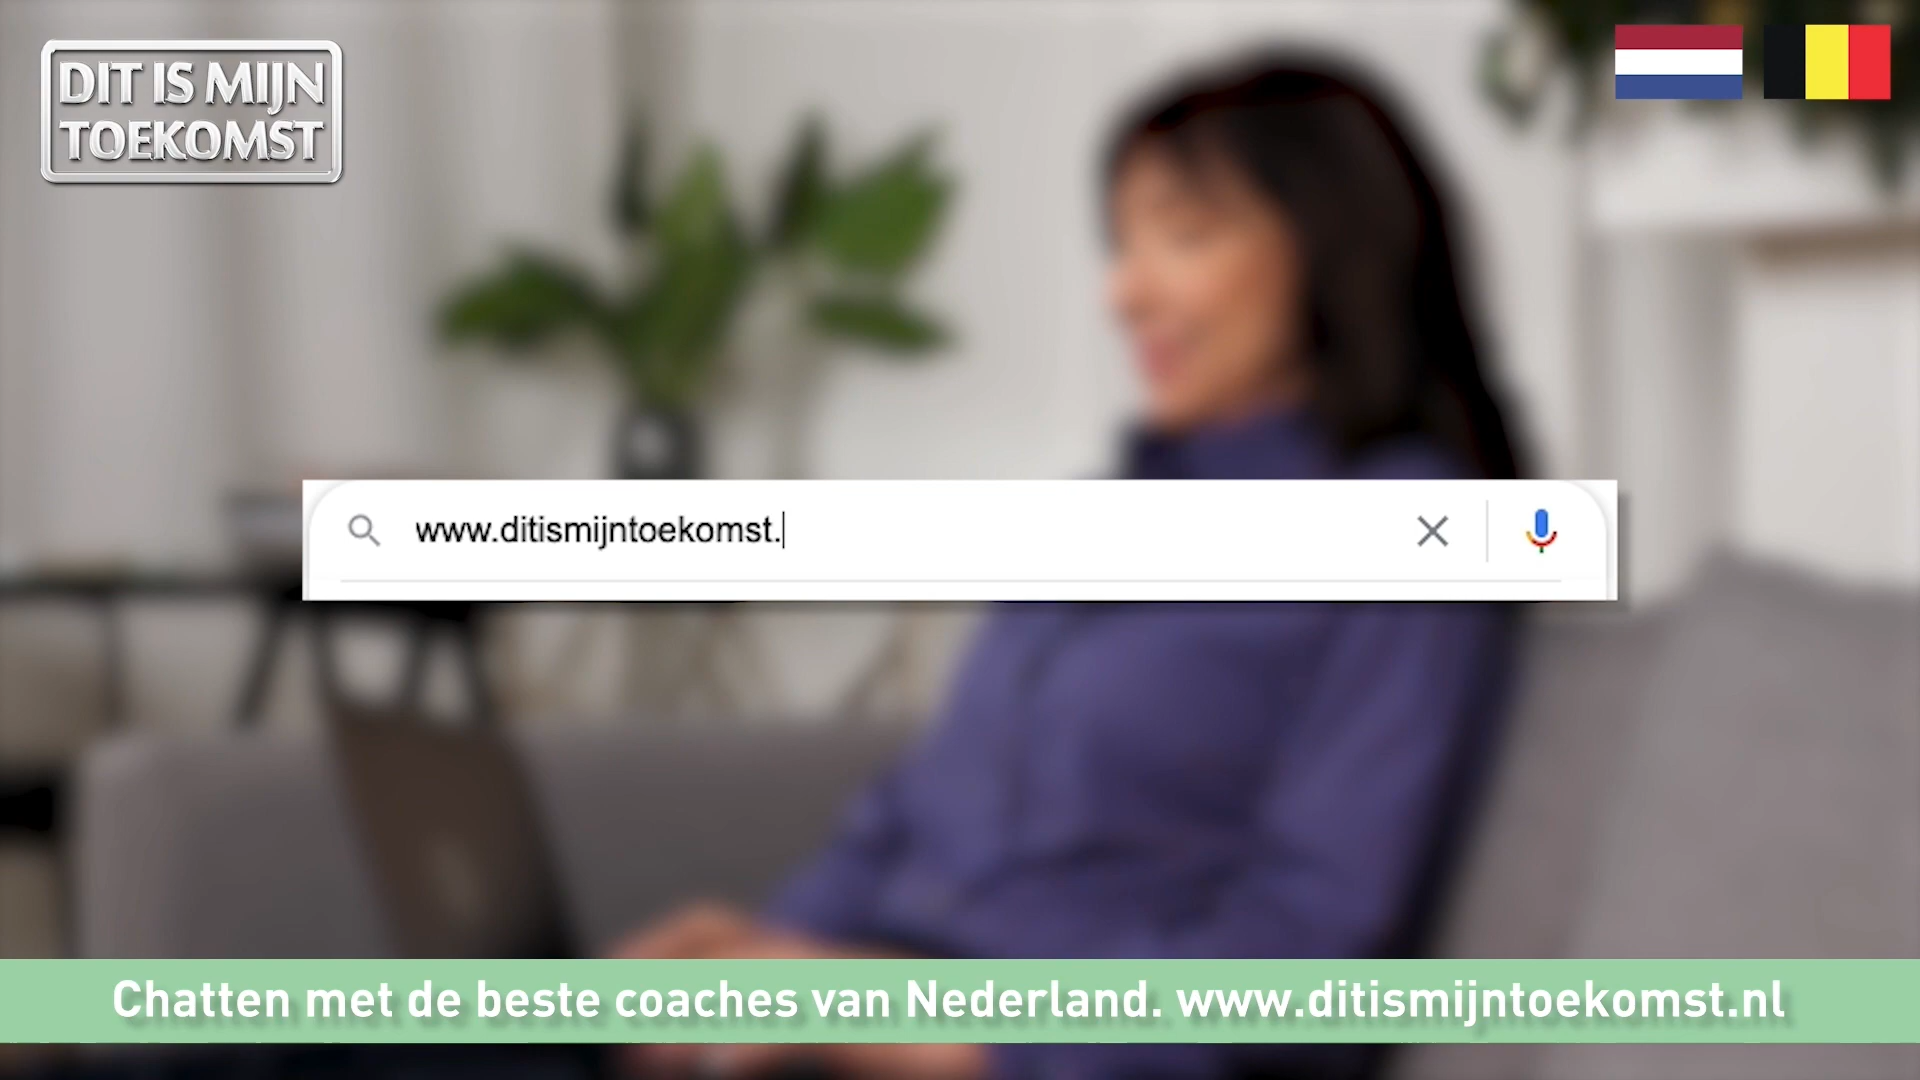 DIT IS MIJN
TOEKOMST
www.ditismijntoekomst.
Chatten met de beste coaches van Nederland. www.ditismijntoekomst.nl